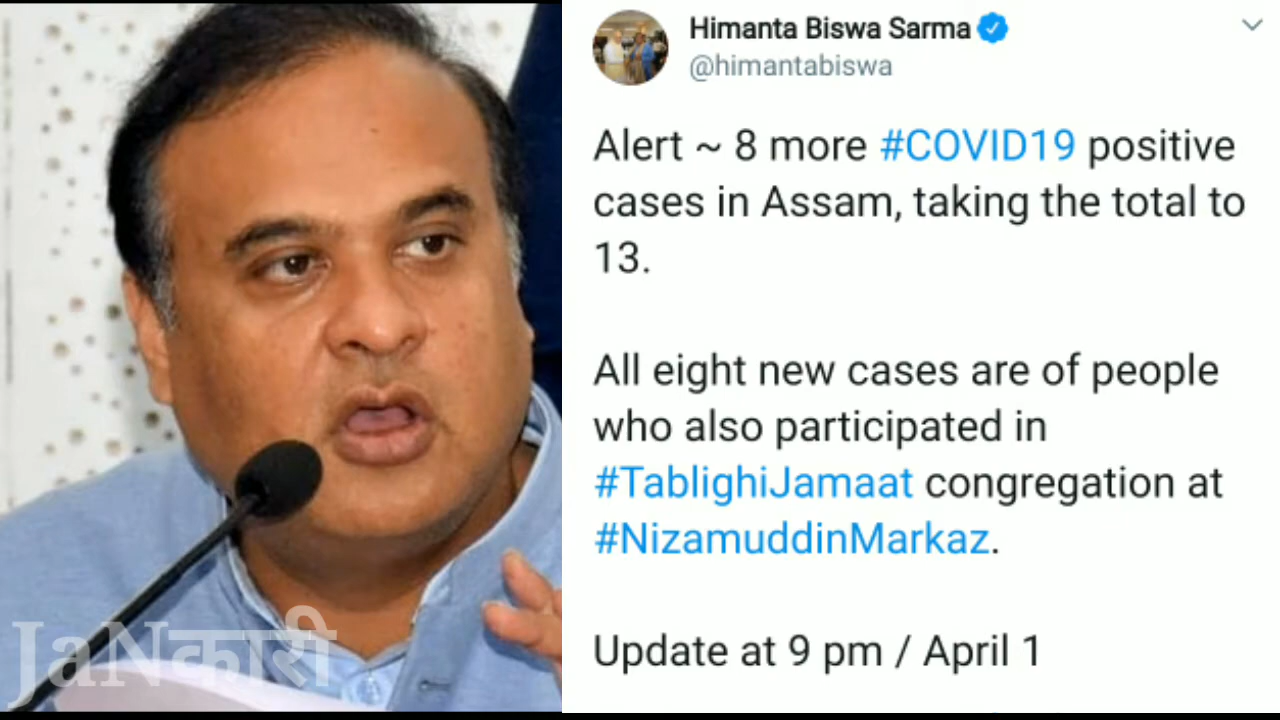 Himanta Biswa Sarma
@himantabiswa
Alert ~ 8 more #COVID19 positive
cases in Assam, taking the total to
13.
All eight new cases are of people
who also participated in
#TablighiJamaat congregation at
#NizamuddinMarkaz.
Update at 9 pm / April 1
JaNकारी